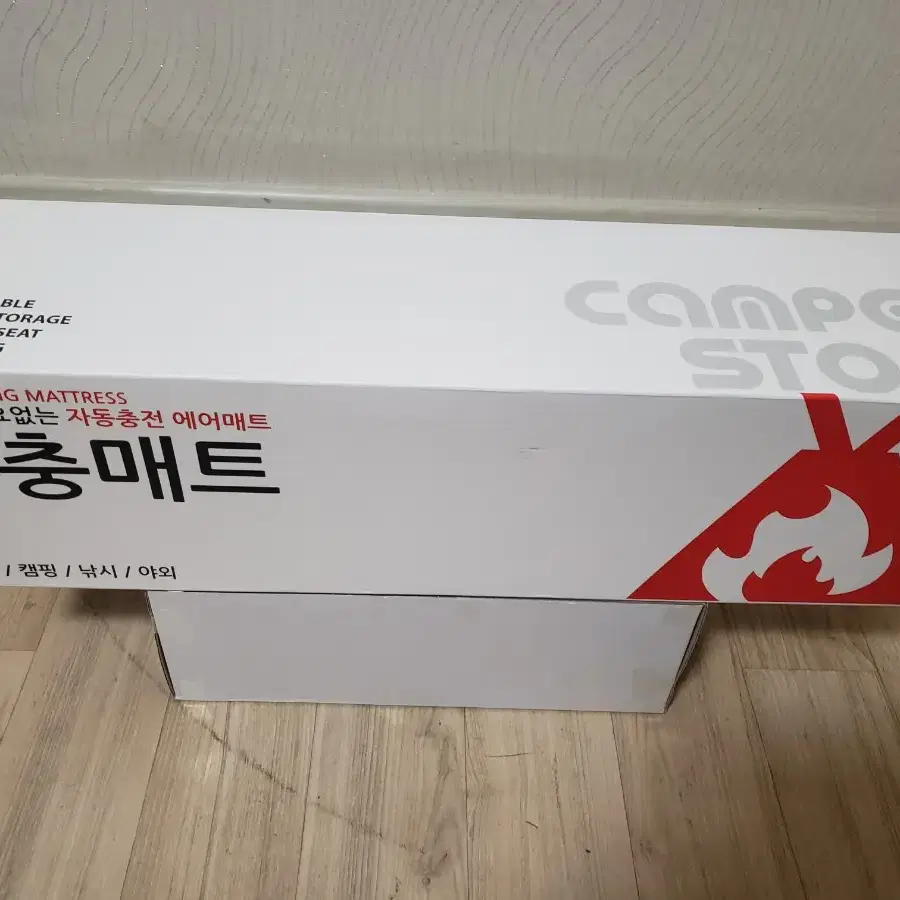 BLE
TORAGE
SEAT
G
CAMP
STO
NG MATTRESS
요없는 자동충전 에어매트
충매트
/ 캠핑 / 낚시 / 야외